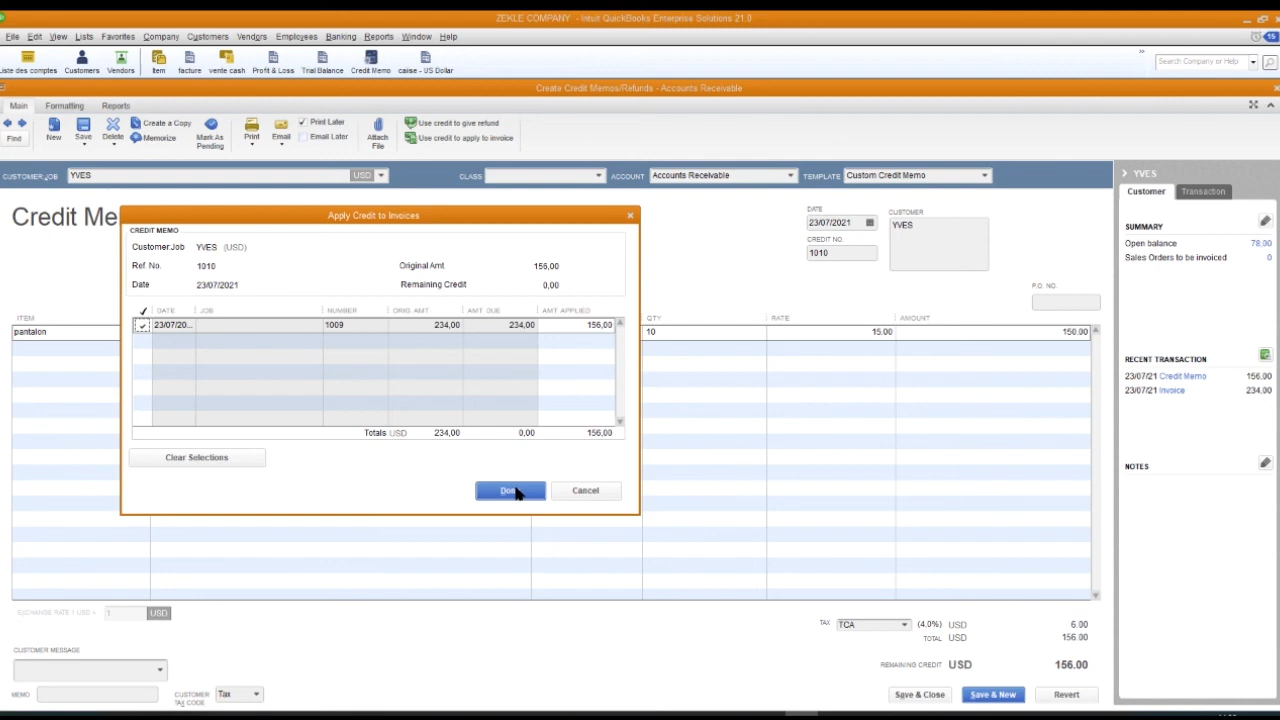 ZEKLE COMPANY - Intuit QuickBooks Enterprise Solutions 21.0
File Edit View Lists Favorites Company Customers Vendors Employees Banking Reports Window Help
15
Liste des comptes Customers Vendors Item facture vente cash Profit & Loss Trial Balance Credit Memo caiise - US Dollar
» Search Company or Help
Create Credit Memos/Refunds - Accounts Receivable
Main Formatting Reports
Find New Save Delete Create a Copy Memorize Mark As Pending Print Email Print Later Email Later Attach File Use credit to give refund Use credit to apply to invoice
CUSTOMER:JOB YVES USD CLASS ACCOUNT Accounts Receivable TEMPLATE Custom Credit Memo
YVES
Customer Transaction
Credit Me
DATE
23/07/2021
CREDIT NO.
1010
CUSTOMER
YVES
P.O. NO.
Apply Credit to Invoices
CREDIT MEMO
Customer:Job YVES (USD)
Ref. No. 1010 Original Amt 156,00
Date 23/07/2021 Remaining Credit 0,00
DATE JOB NUMBER ORIG. AMT. AMT. DUE AMT. APPLIED
23/07/20... 1009 234,00 234,00 156,00
Totals USD 234,00 0,00 156,00
Clear Selections
Cancel
ITEM QTY RATE AMOUNT
pantalon 10 15.00 150.00
EXCHANGE RATE 1 USD = 1 USD
TAX TCA (4.0%) USD 6.00
TOTAL USD 156.00
CUSTOMER MESSAGE
REMAINING CREDIT USD 156.00
MEMO CUSTOMER TAX CODE Tax
Save & Close Save & New Revert
SUMMARY
Open balance 78.00
Sales Orders to be invoiced 0
RECENT TRANSACTION
23/07/21 Credit Memo 156.00
23/07/21 Invoice 234.00
NOTES